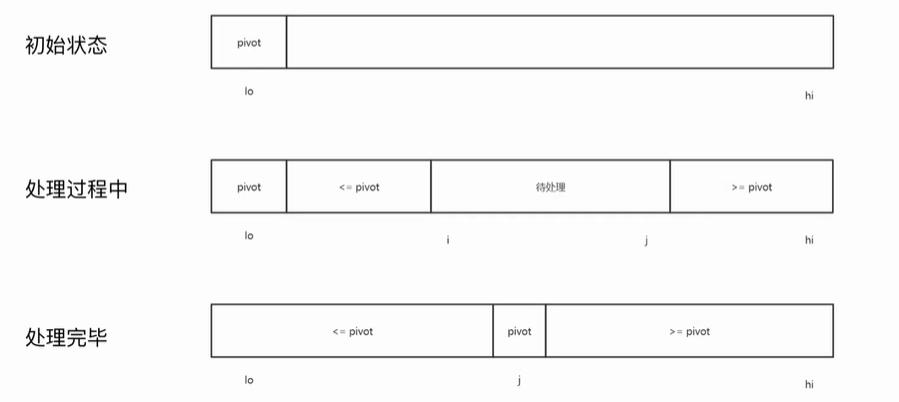 初始状态
pivot
lo
hi
处理过程中
pivot
<= pivot
待处理
>= pivot
lo
i
j
hi
处理完毕
<= pivot
pivot
>= pivot
lo
j
hi